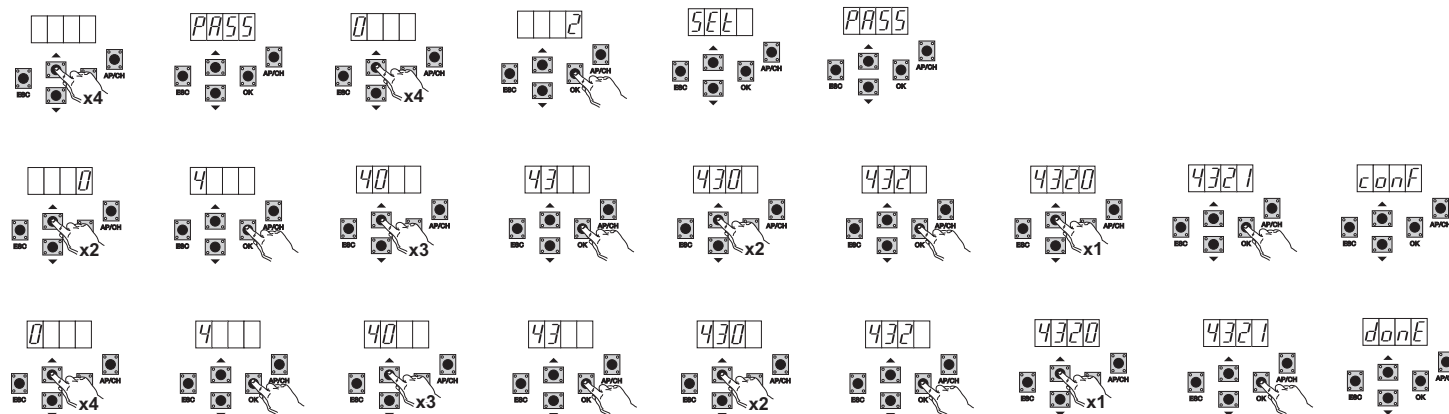 PASS 0 2 SEt PASS
AP/CH AP/CH AP/CH AP/CH AP/CH AP/CH
ESC x4 ESC OK ESC x4 ESC OK ESC OK ESC OK
0 4 40 43 430 432 4320 4321 conF
AP/CH AP/CH AP/CH AP/CH AP/CH AP/CH AP/CH AP/CH AP/CH
ESC x2 ESC OK ESC x3 ESC OK ESC x2 ESC OK ESC x1 ESC OK ESC OK
0 4 40 43 430 432 4320 4321 donE
AP/CH AP/CH AP/CH AP/CH AP/CH AP/CH AP/CH AP/CH AP/CH
ESC x4 ESC OK ESC x3 ESC OK ESC x2 ESC OK ESC x1 ESC OK ESC OK